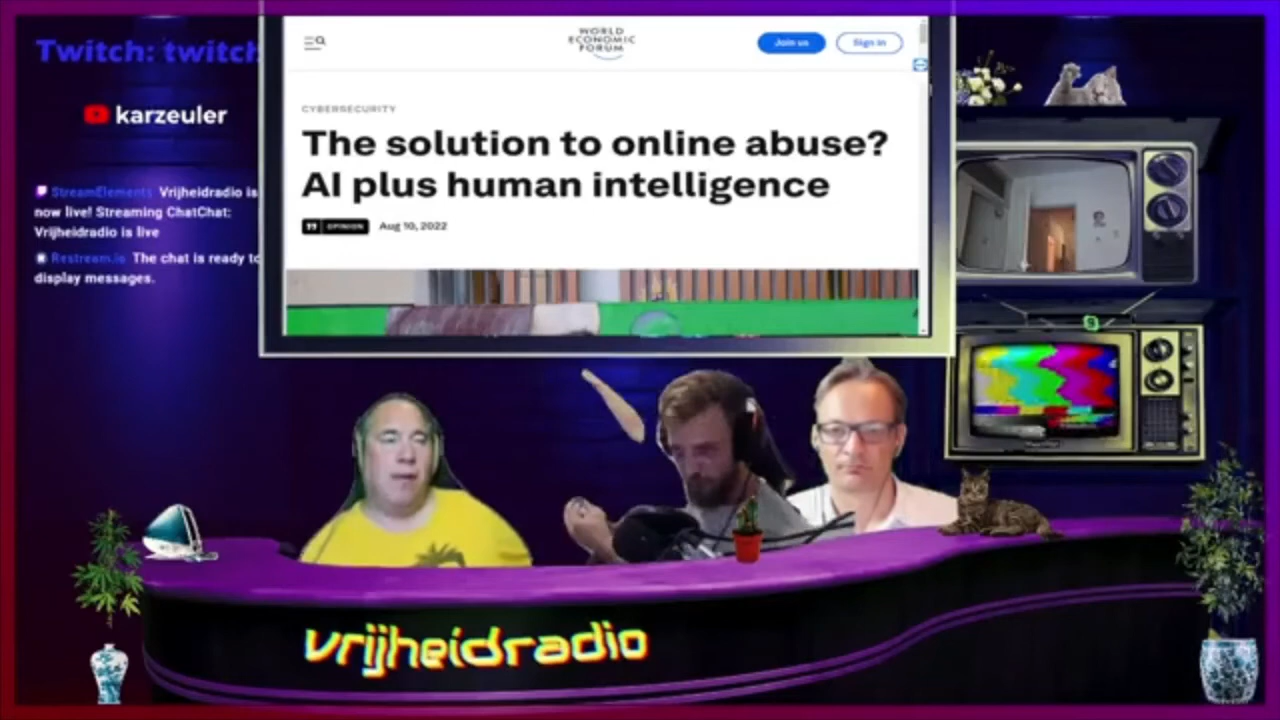 Twitch: twitch
karzeuler
StreamElements Vrijheidradio is
now live! Streaming ChatChat:
Vrijheidradio is live
Restream.io The chat is ready to
display messages.
WORLD
ECONOMIC
FORUM
Join us
Sign in
CYBERSECURITY
The solution to online abuse?
AI plus human intelligence
OPINION Aug 10, 2022
vrijheidradio